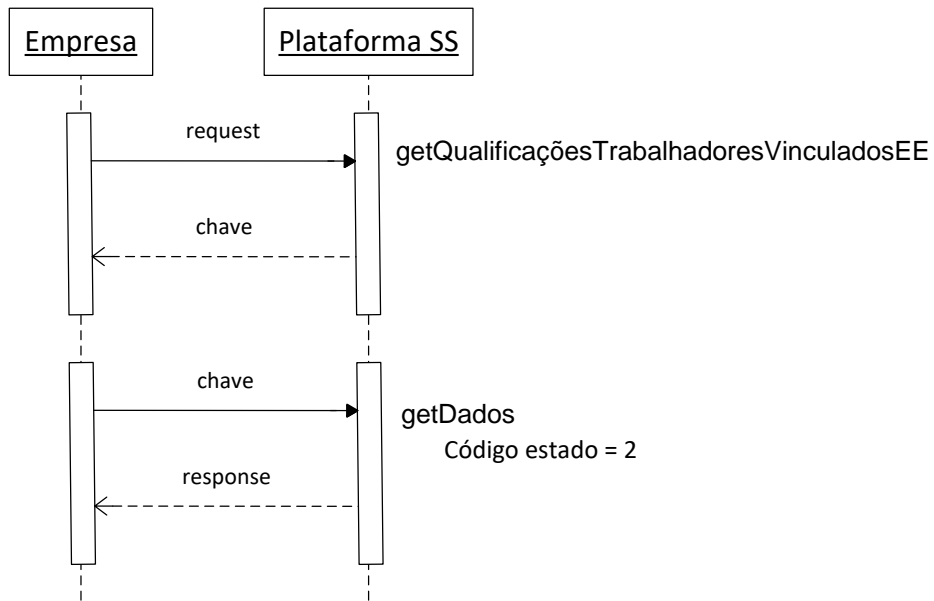 Empresa
Plataforma SS
request
getQualificaçõesTrabalhadoresVinculadosEE
chave
chave
getDados
Código estado = 2
response